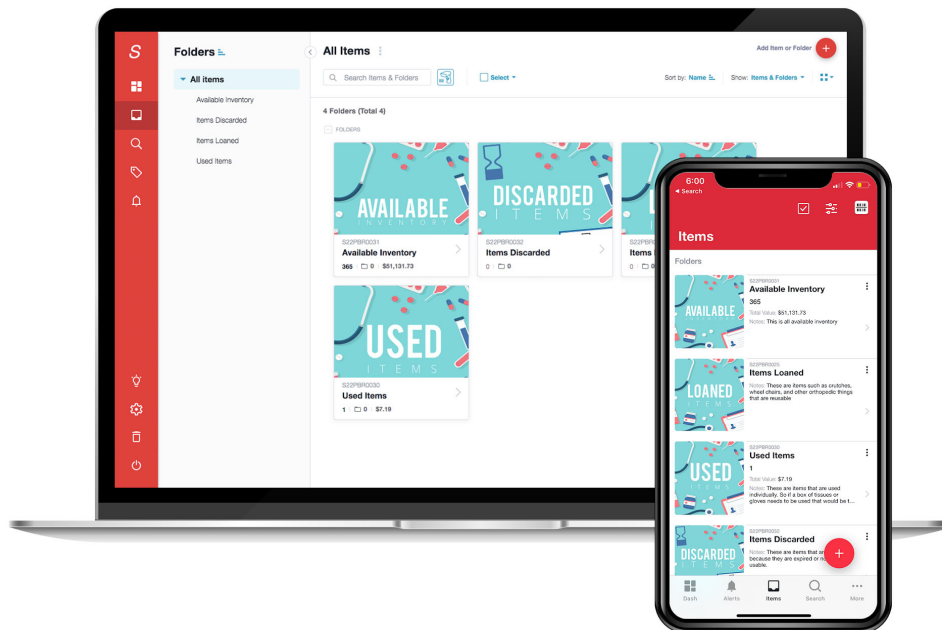 S
Folders
All items
Available Inventory
Items Discarded
Items Loaned
Used Items
All Items
Add Item or Folder
Search Items & Folders
Select
Sort by: Name
Show: Items & Folders
4 Folders (Total 4)
FOLDERS
AVAILABLE
INVENTORY
S22PBR0031
Available Inventory
365 0 $51,131.73
DISCARDED
ITEMS
S22PBR0032
Items Discarded
0 0
L
Items
0 0
USED
ITEMS
S22PBR0030
Used Items
1 0 $7.19
6:00
Search
Items
Folders
AVAILABLE
INVENTORY
S22PBR0031
Available Inventory
365
Total Value: $51,131.73
Notes: This is all available inventory
LOANED
ITEMS
S22PBR0025
Items Loaned
Notes: These are items such as crutches,
wheel chairs, and other orthopedic things
that are reusable
USED
ITEMS
S22PBR0030
Used Items
1
Total Value: $7.19
Notes: These are items that are used
individually. So if a box of tissues or
gloves needs to be used that would be t...
DISCARDED
ITEMS
S22PBR0032
Items Discarded
Notes: These are items that
because they are expired or
usable.
Dash
Alerts
Items
Search
More